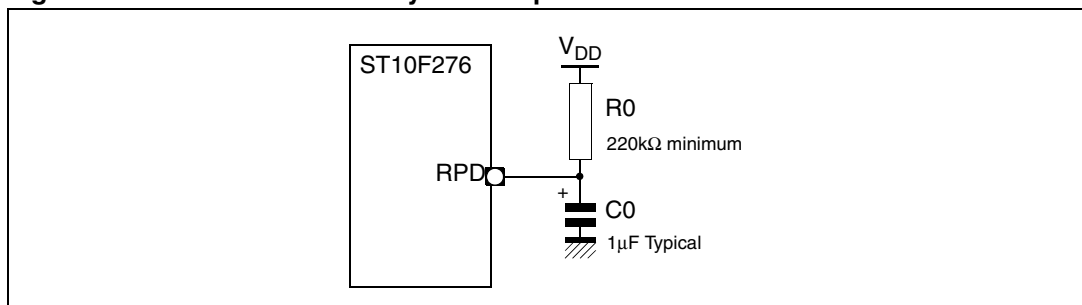 V_DD
ST10F276
R0
220kΩ minimum
RPD
+
C0
1µF Typical